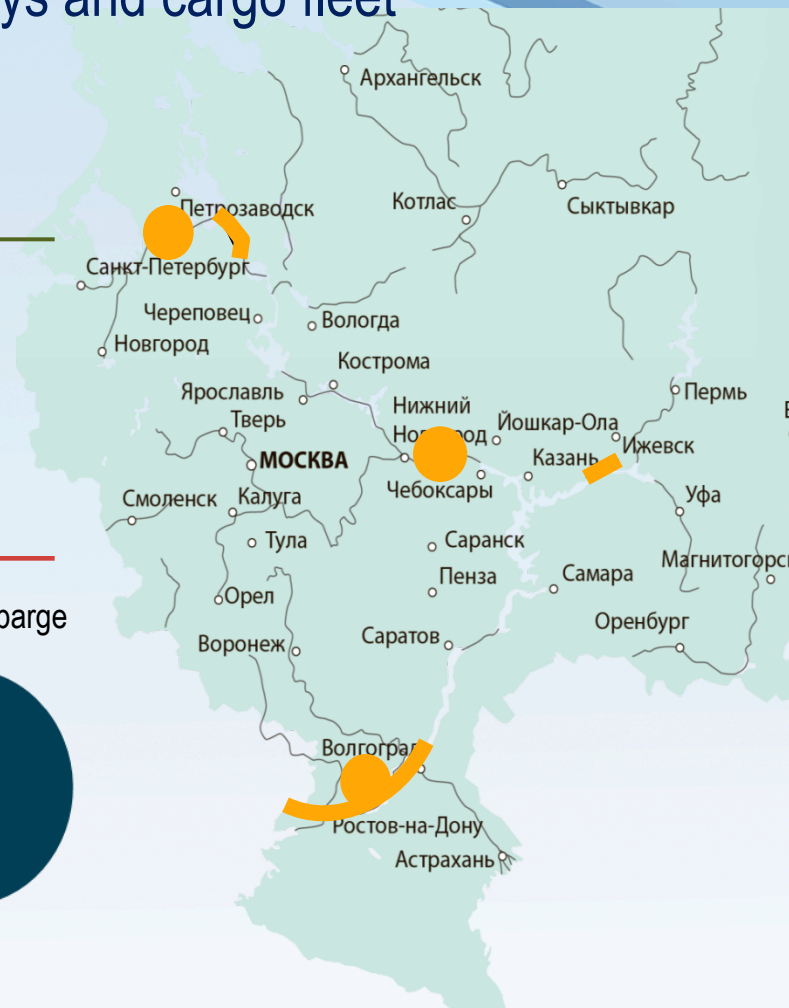 ys and cargo fleet
Архангельск
Петрозаводск
Котлас
Сыктывкар
Санкт-Петербург
Череповец
Вологда
Новгород
Кострома
Ярославль
Нижний
Пермь
Тверь
Йошкар-Ола
Ижевск
МОСКВА
Казань
Чебоксары
Смоленск
Калуга
Уфа
Тула
Саранск
Магнитогорс
Пенза
Самара
Орел
barge
Оренбург
Воронеж
Саратов
Волгоград
Ростов-на-Дону
Астрахань